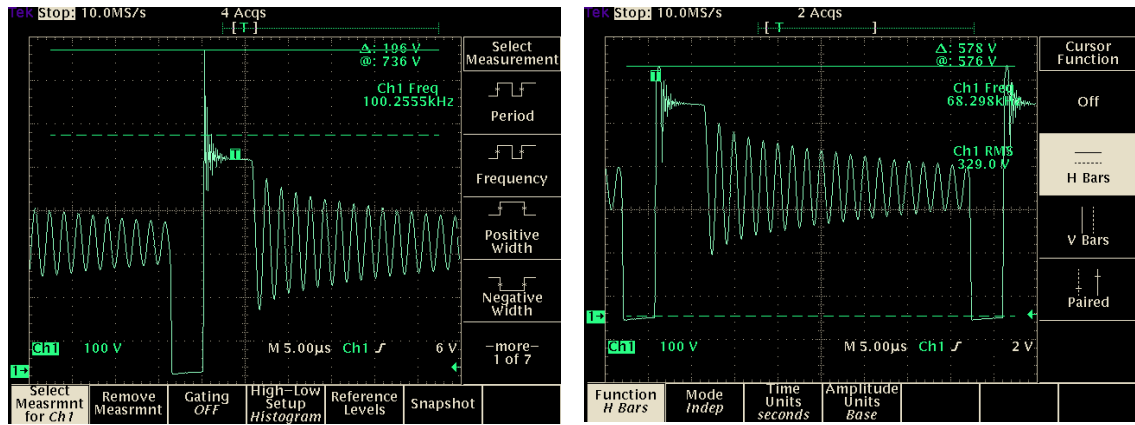 Tek Stop: 10.0MS/s 4 Acqs
[ T ]
Δ: 196 V
@: 736 V
Ch1 Freq
100.2555kHz
T
Ch1 100 V M 5.00µs Ch1 6 V
1→
Select
Measurement
Period
Frequency
Positive
Width
Negative
Width
–more–
1 of 7
Select
Measrmnt
for Ch1
Remove
Measrmnt
Gating
OFF
High–Low
Setup
Histogram
Reference
Levels
Snapshot
Tek Stop: 10.0MS/s 2 Acqs
[ T ]
Δ: 578 V
@: 576 V
T
Ch1 Freq
68.298kHz
Ch1 RMS
329.0 V
1→
Ch1 100 V M 5.00µs Ch1 2 V
Cursor
Function
Off
H Bars
V Bars
Paired
Function
H Bars
Mode
Indep
Time
Units
seconds
Amplitude
Units
Base